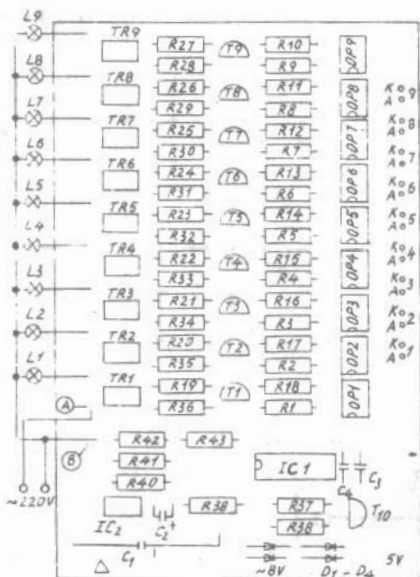 L9 TR9 R27 T9 R10 OP9
R28 R9
L8 TR8 R26 T8 R11 OP8 K 9
R29 R8 A
L7 TR7 R25 T7 R12 OP7 K 8
R30 R7 A
L6 TR6 R24 T6 R13 OP6 K 7
R31 R6 A
L5 TR5 R23 T5 R14 OP5 K 5
R32 R5 A
L4 TR4 R22 T4 R15 OP4 K 4
R33 R4 A
L3 TR3 R21 T3 R16 OP3 K 3
R34 R3 A
L2 TR2 R20 T2 R17 OP2 K 2
R35 R2 A
L1 TR1 R19 T1 R18 OP1 K 1
R36 R1 A
A
B R42 R43
R41 IC1 C4 C3
R40
~220V
IC2 C2 + R38 R37 T10
R38
C1 ~8V D1-D4 5V